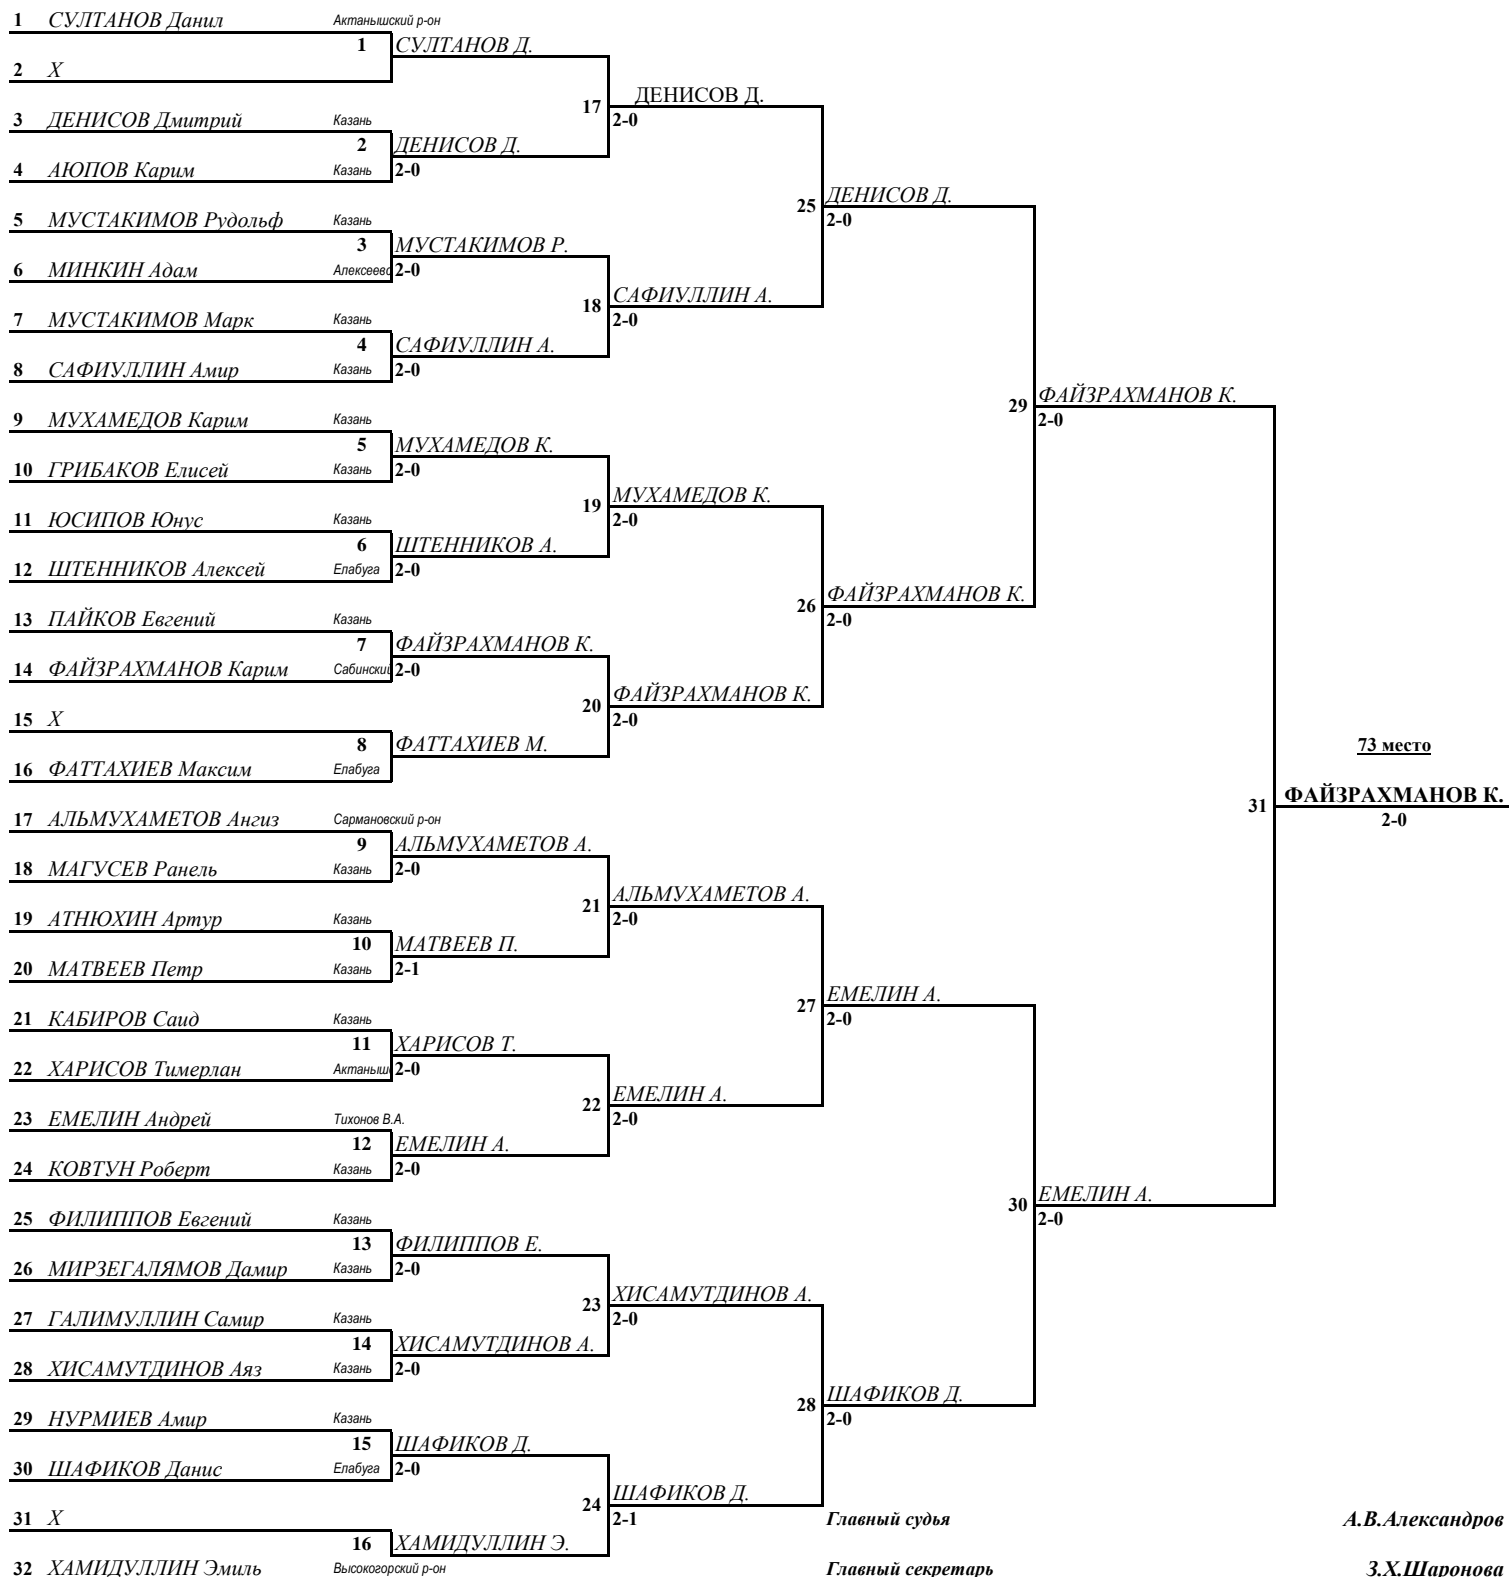 1 СУЛТАНОВ Данил Актанышский р-он
1 СУЛТАНОВ Д.
2 X
17 ДЕНИСОВ Д.
2-0
3 ДЕНИСОВ Дмитрий Казань
2 ДЕНИСОВ Д.
4 АЮПОВ Карим Казань 2-0
25 ДЕНИСОВ Д.
2-0
5 МУСТАКИМОВ Рудольф Казань
3 МУСТАКИМОВ Р.
6 МИНКИН Адам Алексеевс 2-0
18 САФИУЛЛИН А.
2-0
7 МУСТАКИМОВ Марк Казань
4 САФИУЛЛИН А.
8 САФИУЛЛИН Амир Казань 2-0
29 ФАЙЗРАХМАНОВ К.
2-0
9 МУХАМЕДОВ Карим Казань
5 МУХАМЕДОВ К.
10 ГРИБАКОВ Елисей Казань 2-0
19 МУХАМЕДОВ К.
2-0
11 ЮСИПОВ Юнус Казань
6 ШТЕННИКОВ А.
12 ШТЕННИКОВ Алексей Елабуга 2-0
26 ФАЙЗРАХМАНОВ К.
2-0
13 ПАЙКОВ Евгений Казань
7 ФАЙЗРАХМАНОВ К.
14 ФАЙЗРАХМАНОВ Карим Сабинский 2-0
20 ФАЙЗРАХМАНОВ К.
2-0
15 X
8 ФАТТАХИЕВ М.
73 место
16 ФАТТАХИЕВ Максим Елабуга
31 ФАЙЗРАХМАНОВ К.
2-0
17 АЛЬМУХАМЕТОВ Ангиз Сармановский р-он
9 АЛЬМУХАМЕТОВ А.
18 МАГУСЕВ Ранель Казань 2-0
21 АЛЬМУХАМЕТОВ А.
2-0
19 АТНЮХИН Артур Казань
10 МАТВЕЕВ П.
20 МАТВЕЕВ Петр Казань 2-1
27 ЕМЕЛИН А.
2-0
21 КАБИРОВ Саид Казань
11 ХАРИСОВ Т.
22 ХАРИСОВ Тимерлан Актаныш 2-0
22 ЕМЕЛИН А.
2-0
23 ЕМЕЛИН Андрей Тихонов В.А.
12 ЕМЕЛИН А.
24 КОВТУН Роберт Казань 2-0
30 ЕМЕЛИН А.
2-0
25 ФИЛИППОВ Евгений Казань
13 ФИЛИППОВ Е.
26 МИРЗЕГАЛЯМОВ Дамир Казань 2-0
23 ХИСАМУТДИНОВ А.
2-0
27 ГАЛИМУЛЛИН Самир Казань
14 ХИСАМУТДИНОВ А.
28 ХИСАМУТДИНОВ Аяз Казань 2-0
28 ШАФИКОВ Д.
2-0
29 НУРМИЕВ Амир Казань
15 ШАФИКОВ Д.
30 ШАФИКОВ Данис Елабуга 2-0
24 ШАФИКОВ Д.
2-1
31 X
Главный судья А.В.Александров
16 ХАМИДУЛЛИН Э.
32 ХАМИДУЛЛИН Эмиль Высокогорский р-он
Главный секретарь З.Х.Шаронова